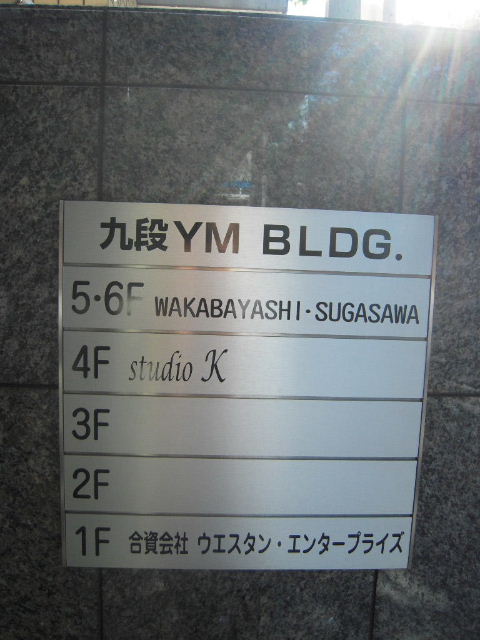 九段YM BLDG.
5・6F WAKABAYASHI・SUGASAWA
4F studio K
3F
2F
1F 合資会社 ウエスタン・エンタープライズ